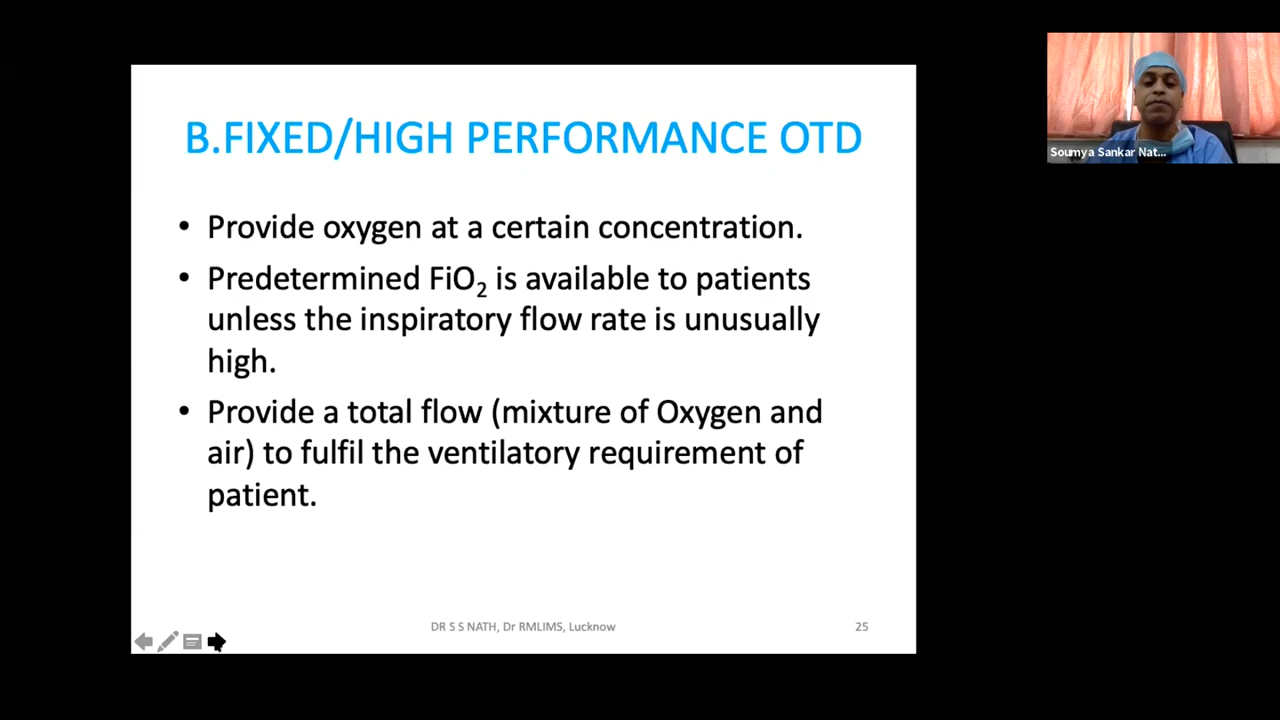 B.FIXED/HIGH PERFORMANCE OTD
• Provide oxygen at a certain concentration.
• Predetermined FiO₂ is available to patients
unless the inspiratory flow rate is unusually
high.
• Provide a total flow (mixture of Oxygen and
air) to fulfil the ventilatory requirement of
patient.
DR S S NATH, Dr RMLIMS, Lucknow
25
Soumya Sankar Nat...